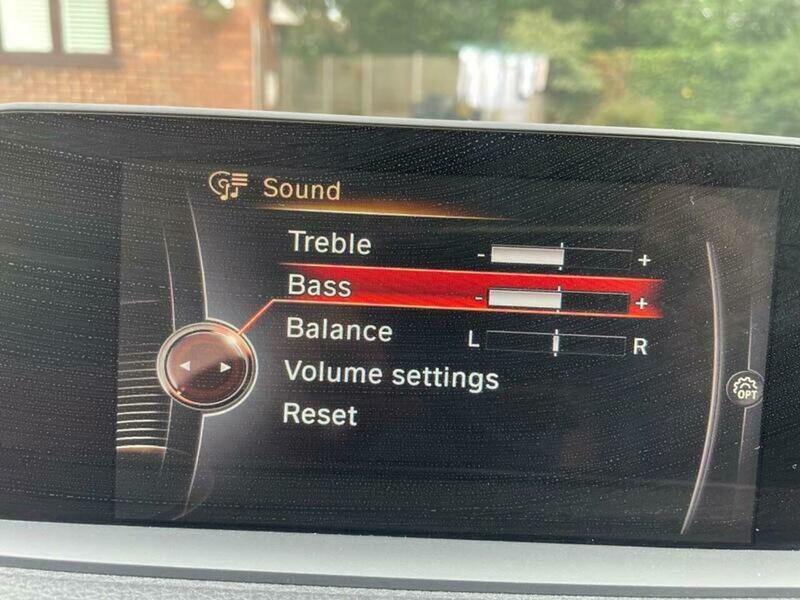 Sound
Treble - +
Bass - +
Balance L R
Volume settings
Reset
OPT